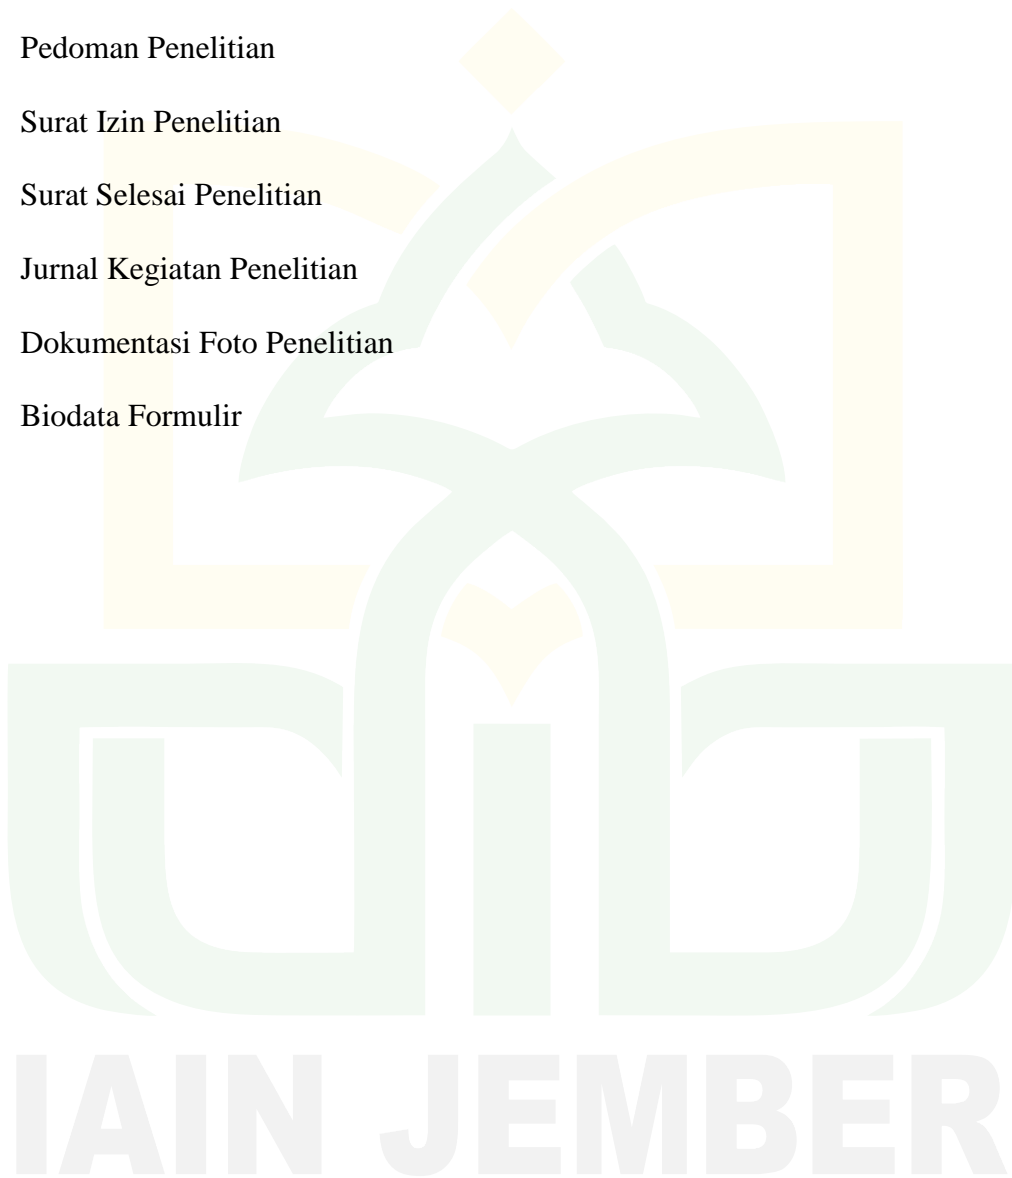 Pedoman Penelitian
Surat Izin Penelitian
Surat Selesai Penelitian
Jurnal Kegiatan Penelitian
Dokumentasi Foto Penelitian
Biodata Formulir
IAIN JEMBER